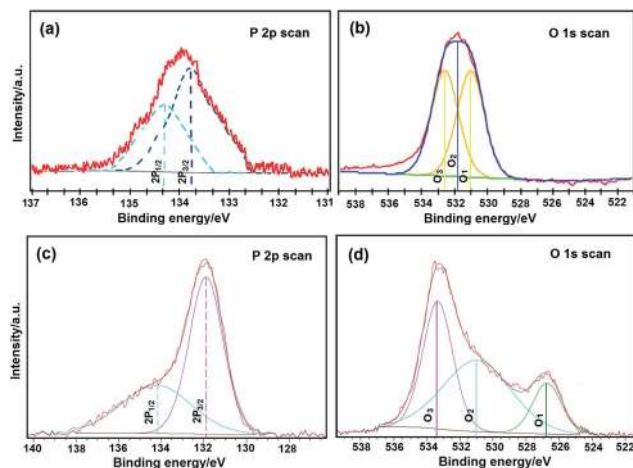 (a)
P 2p scan
Intensity/a.u.
2P1/2
2P3/2
137 136 135 134 133 132 131
Binding energy/eV
(b)
O 1s scan
O3
O2
O1
538 536 534 532 530 528 526 524 522
Binding energy/eV
(c)
P 2p scan
Intensity/a.u.
2P1/2
2P3/2
140 138 136 134 132 130 128 126
Binding energy/eV
(d)
O 1s scan
O3
O2
O1
538 536 534 532 530 528 526 524 522
Binding energy/eV